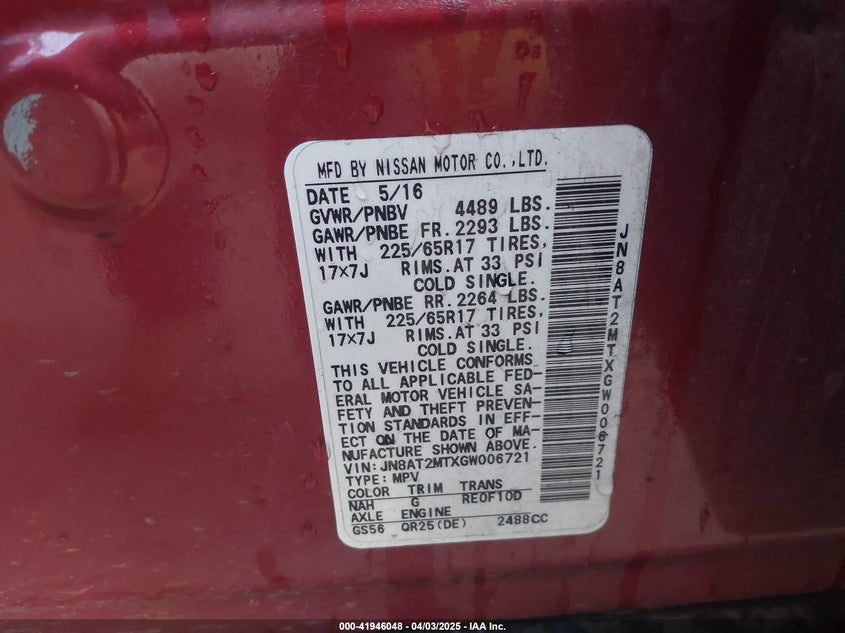 MFD BY NISSAN MOTOR CO.,LTD.
DATE 5/16
GVWR/PNBV 4489 LBS.
GAWR/PNBE FR. 2293 LBS.
WITH 225/65R17 TIRES,
17×7J RIMS. AT 33 PSI
COLD SINGLE.
GAWR/PNBE RR. 2264 LBS.
WITH 225/65R17 TIRES,
17×7J RIMS. AT 33 PSI
COLD SINGLE.
THIS VEHICLE CONFORMS
TO ALL APPLICABLE FED-
ERAL MOTOR VEHICLE SA-
FETY AND THEFT PREVEN-
TION STANDARDS IN EFF-
ECT ON THE DATE OF MA-
NUFACTURE SHOWN ABOVE.
VIN: JN8AT2MTXGW006721
TYPE: MPV
COLOR TRIM TRANS
NAH G RE0F10D
AXLE ENGINE
GS56 QR25(DE) 2488CC
JN8AT2MTXGW006721
000-41946048 - 04/03/2025 - IAA Inc.